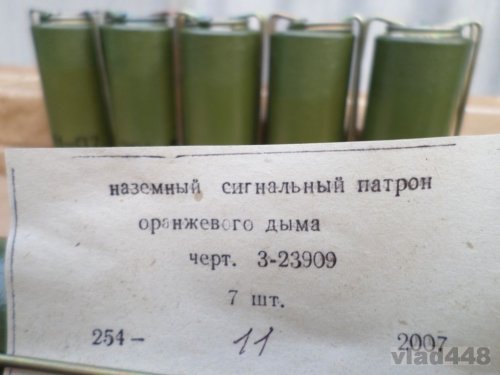 наземный сигнальный патрон
оранжевого дыма
черт. 3-23909
7 шт.
254- 11 2007
vlad448